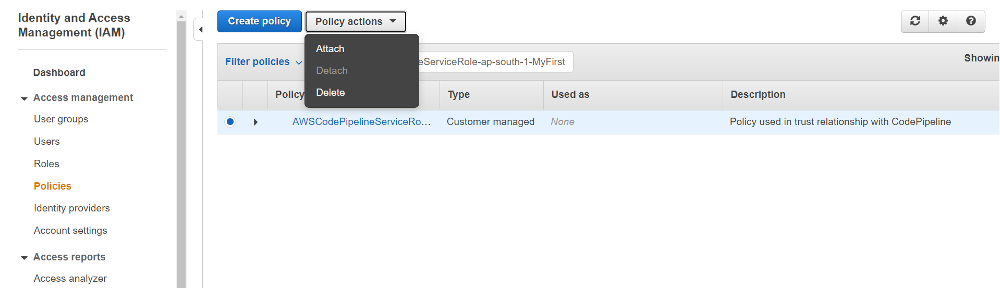 Identity and Access
Management (IAM)
Dashboard
Access management
User groups
Users
Roles
Policies
Identity providers
Account settings
Access reports
Access analyzer
Create policy
Policy actions
Attach
Detach
Delete
Filter policies
eServiceRole-ap-south-1-MyFirst
Showin
Policy
Type
Used as
Description
AWSCodePipelineServiceRo...
Customer managed
None
Policy used in trust relationship with CodePipeline